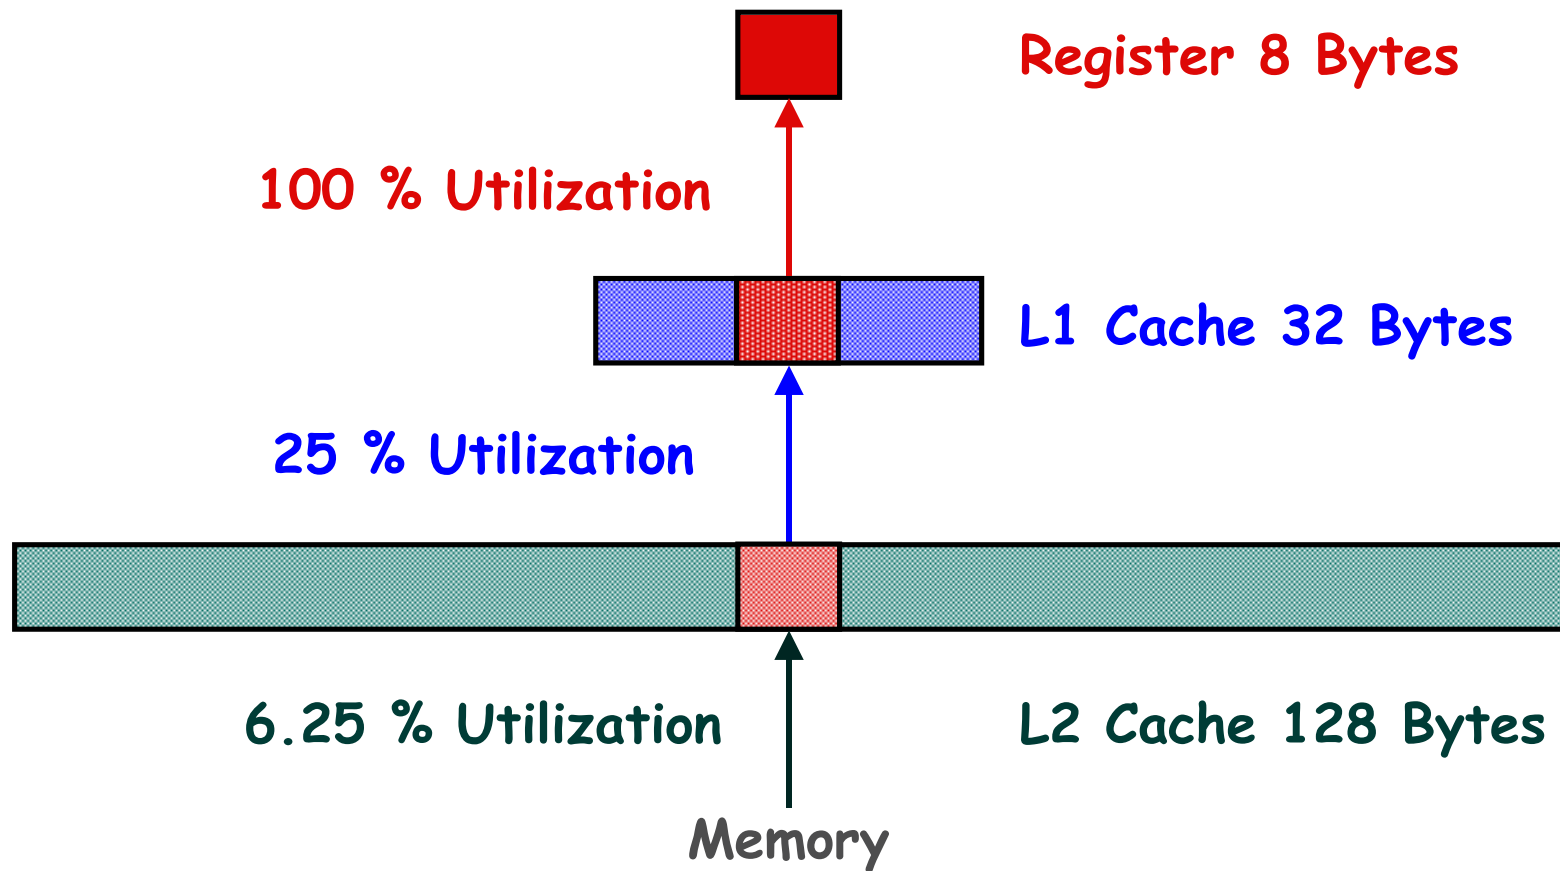 Register 8 Bytes
100 % Utilization
L1 Cache 32 Bytes
25 % Utilization
6.25 % Utilization
L2 Cache 128 Bytes
Memory